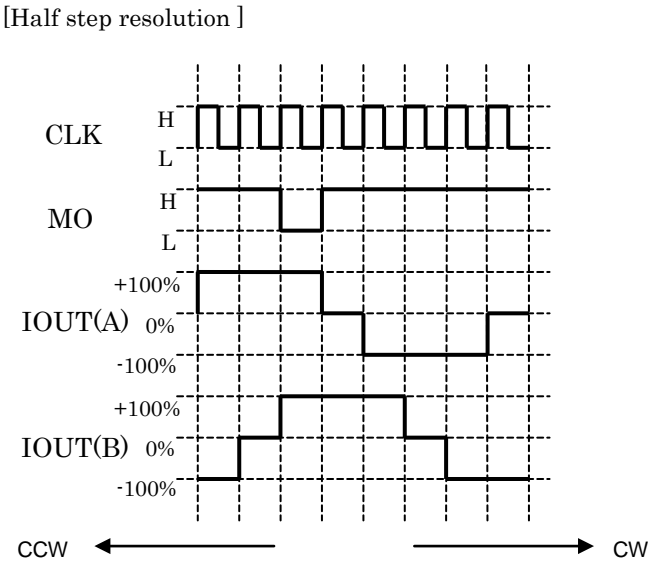 [Half step resolution ]
H
CLK
L
H
MO
L
+100%
IOUT(A) 0%
-100%
+100%
IOUT(B) 0%
-100%
CCW CW